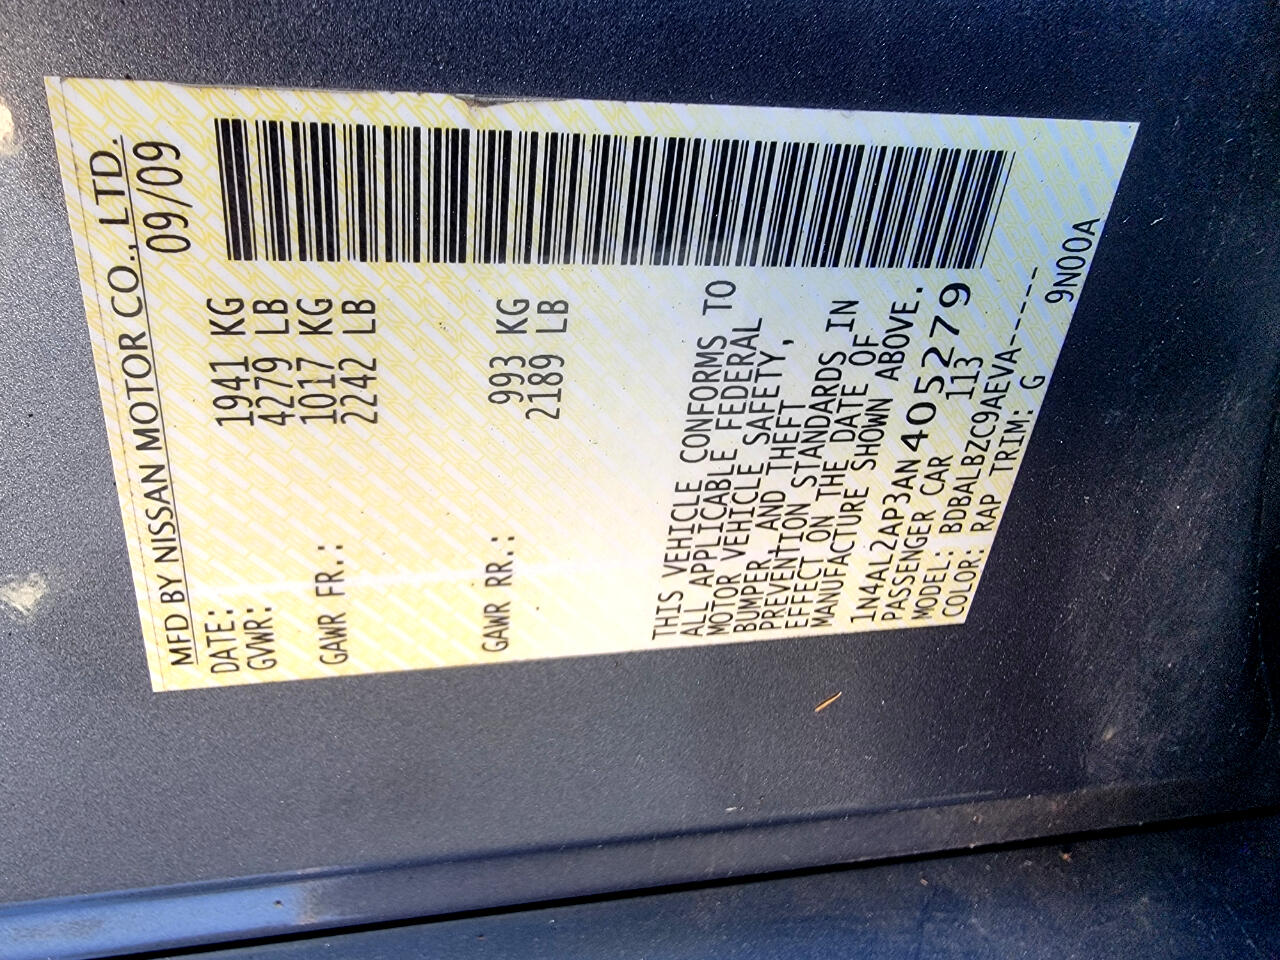 MFD BY NISSAN MOTOR CO., LTD.
DATE: 09/09
GVWR: 1941 KG
4279 LB
GAWR FR.: 1017 KG
2242 LB
GAWR RR.: 993 KG
2189 LB
THIS VEHICLE CONFORMS TO
ALL APPLICABLE FEDERAL
MOTOR VEHICLE SAFETY,
BUMPER, AND THEFT
PREVENTION STANDARDS IN
EFFECT ON THE DATE OF
MANUFACTURE SHOWN ABOVE.
1N4AL2AP3AN405279
PASSENGER CAR 113
MODEL: BDBALBZC9AEVA-----
COLOR: RAP TRIM: G 9N00A